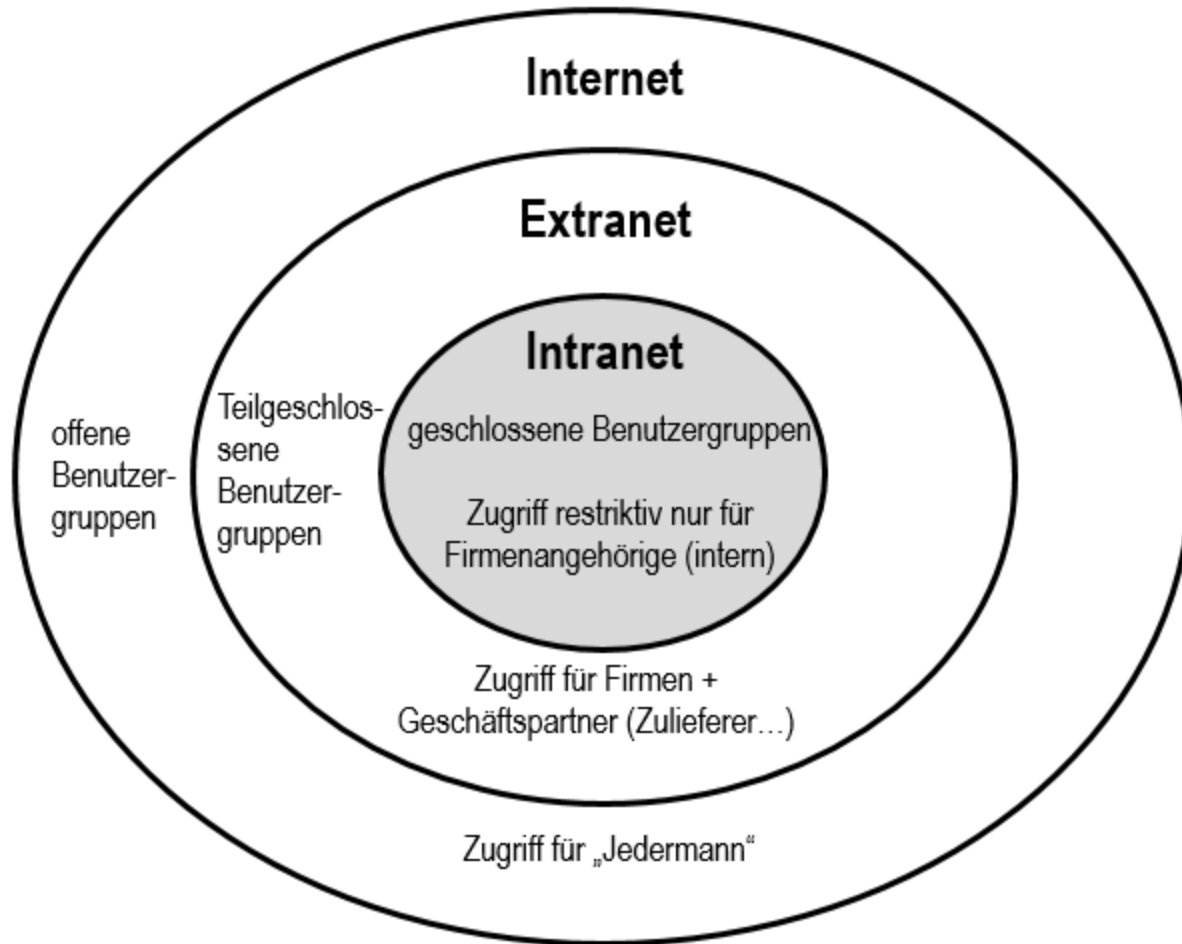 Internet
Extranet
Intranet
offene
Benutzer-
gruppen
Teilgeschlos-
sene
Benutzer-
gruppen
geschlossene Benutzergruppen
Zugriff restriktiv nur für
Firmenangehörige (intern)
Zugriff für Firmen +
Geschäftspartner (Zulieferer…)
Zugriff für „Jedermann“